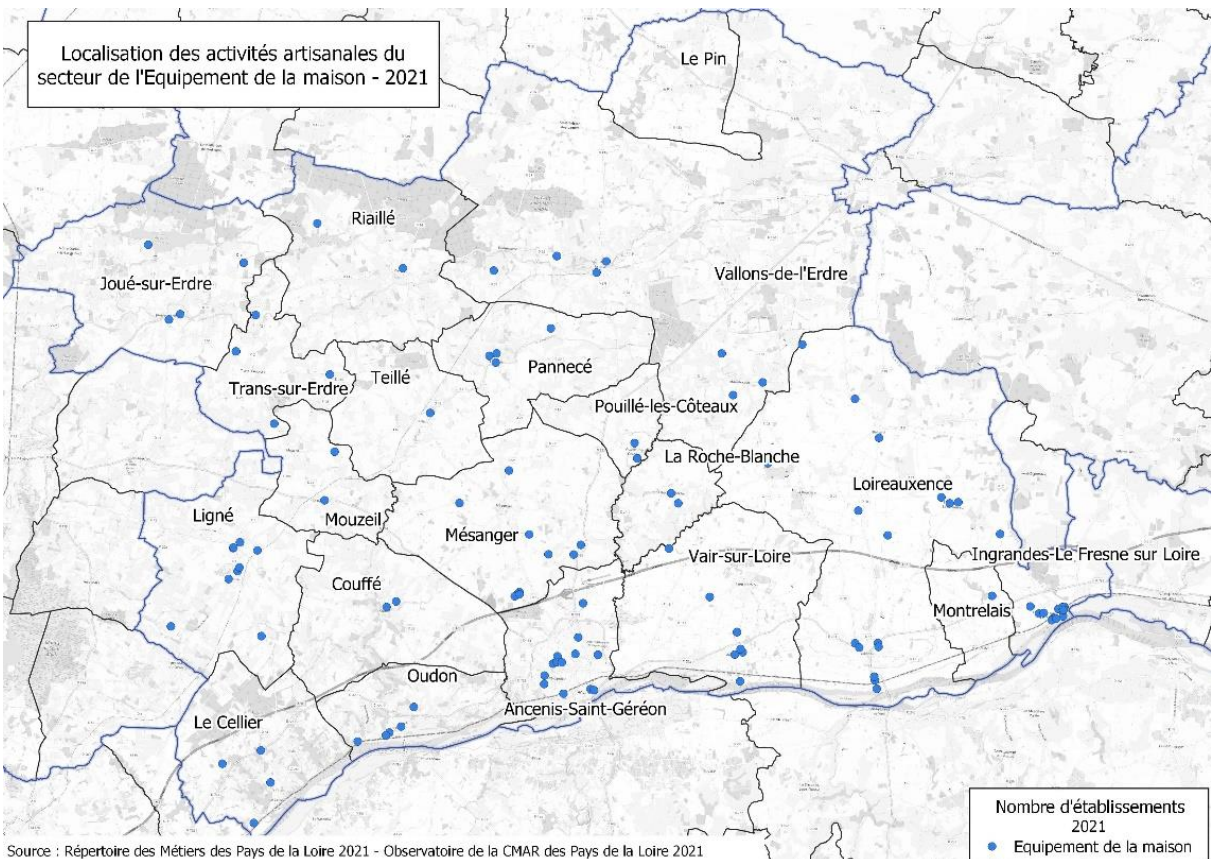 Localisation des activités artisanales du
secteur de l'Equipement de la maison - 2021
Le Pin
Riaillé
Joué-sur-Erdre
Vallons-de-l'Erdre
Pannecé
Teillé
Trans-sur-Erdre
Pouillé-les-Côteaux
La Roche-Blanche
Loireauxence
Ligné
Mouzeil
Mésanger
Vair-sur-Loire
Ingrandes-Le Fresne sur Loire
Couffé
Montrelais
Oudon
Ancenis-Saint-Géréon
Le Cellier
Nombre d'établissements
2021
Equipement de la maison
Source : Répertoire des Métiers des Pays de la Loire 2021 - Observatoire de la CMAR des Pays de la Loire 2021